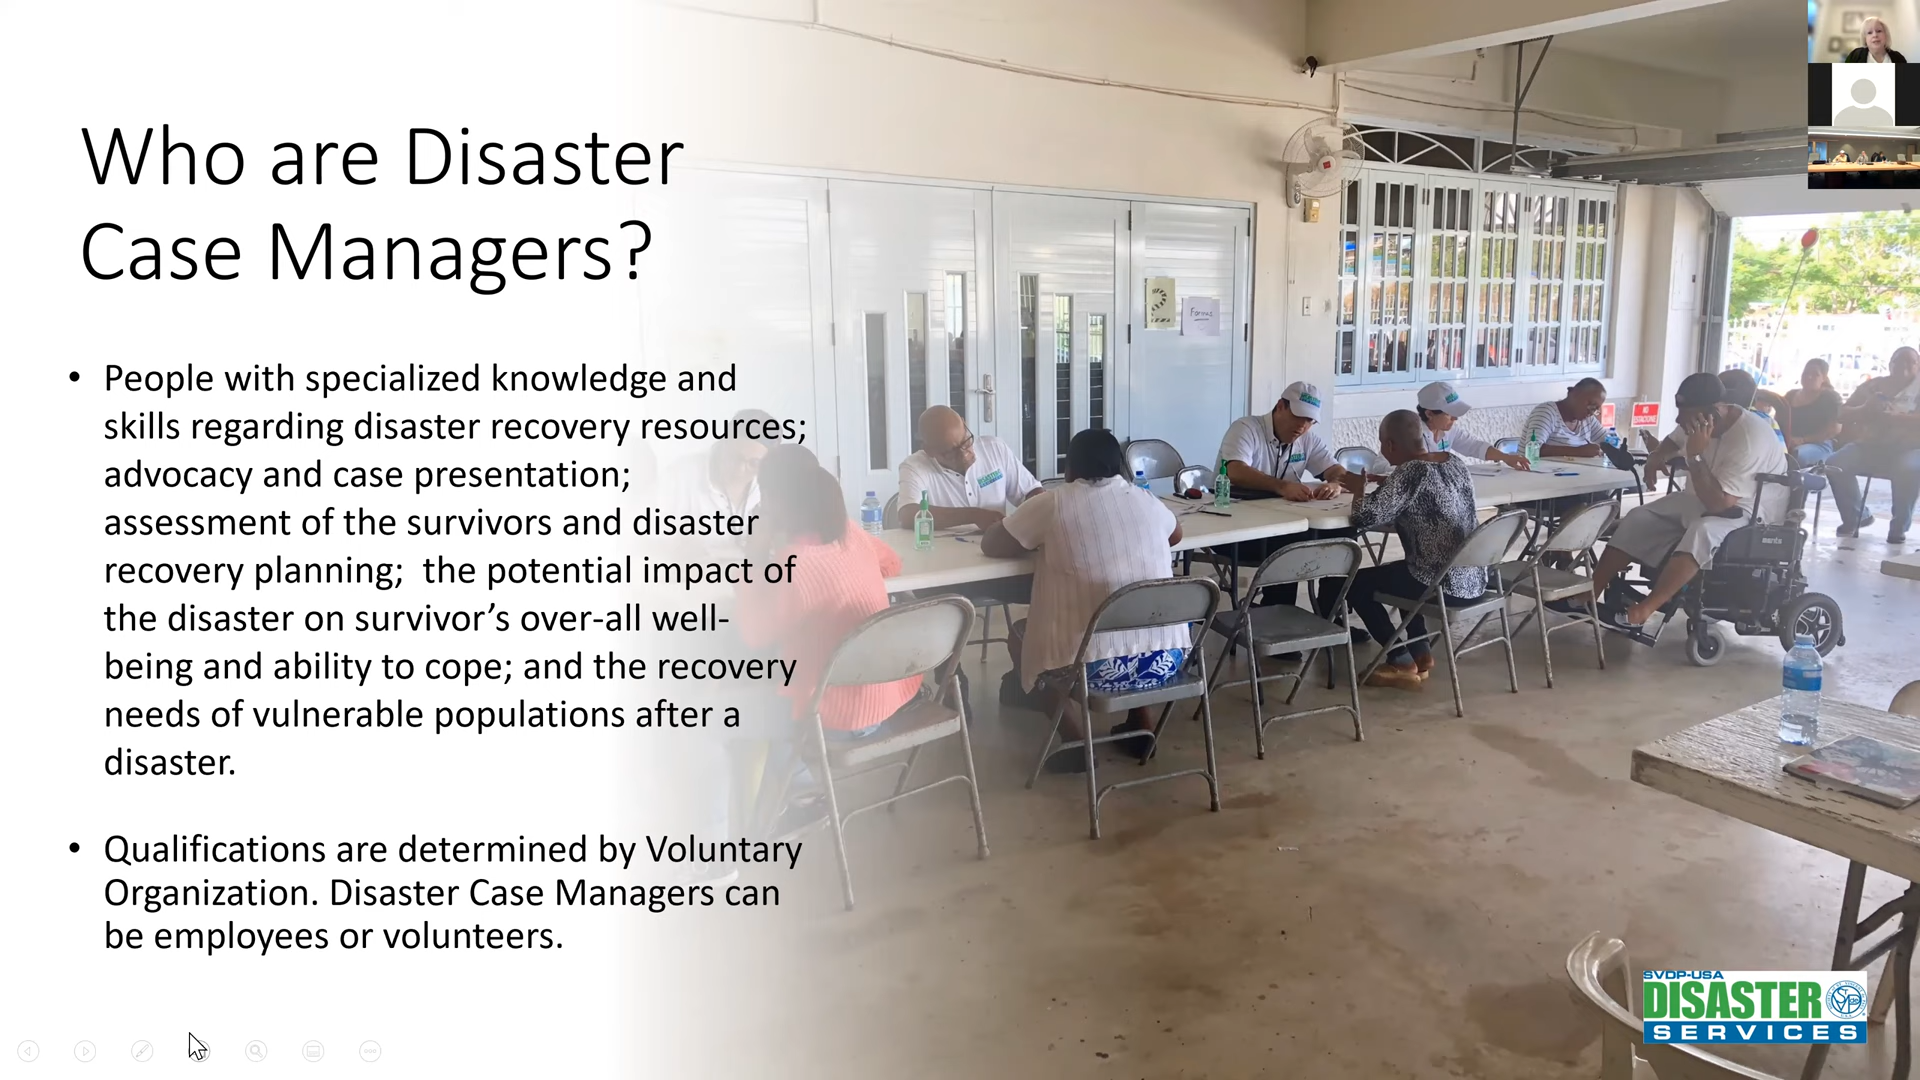 Who are Disaster
Case Managers?
• People with specialized knowledge and
skills regarding disaster recovery resources;
advocacy and case presentation;
assessment of the survivors and disaster
recovery planning;  the potential impact of
the disaster on survivor’s over-all well-
being and ability to cope; and the recovery
needs of vulnerable populations after a
disaster.
• Qualifications are determined by Voluntary
Organization. Disaster Case Managers can
be employees or volunteers.
Formas
DISASTER
NO
SVDP-USA
DISASTER
SERVICES